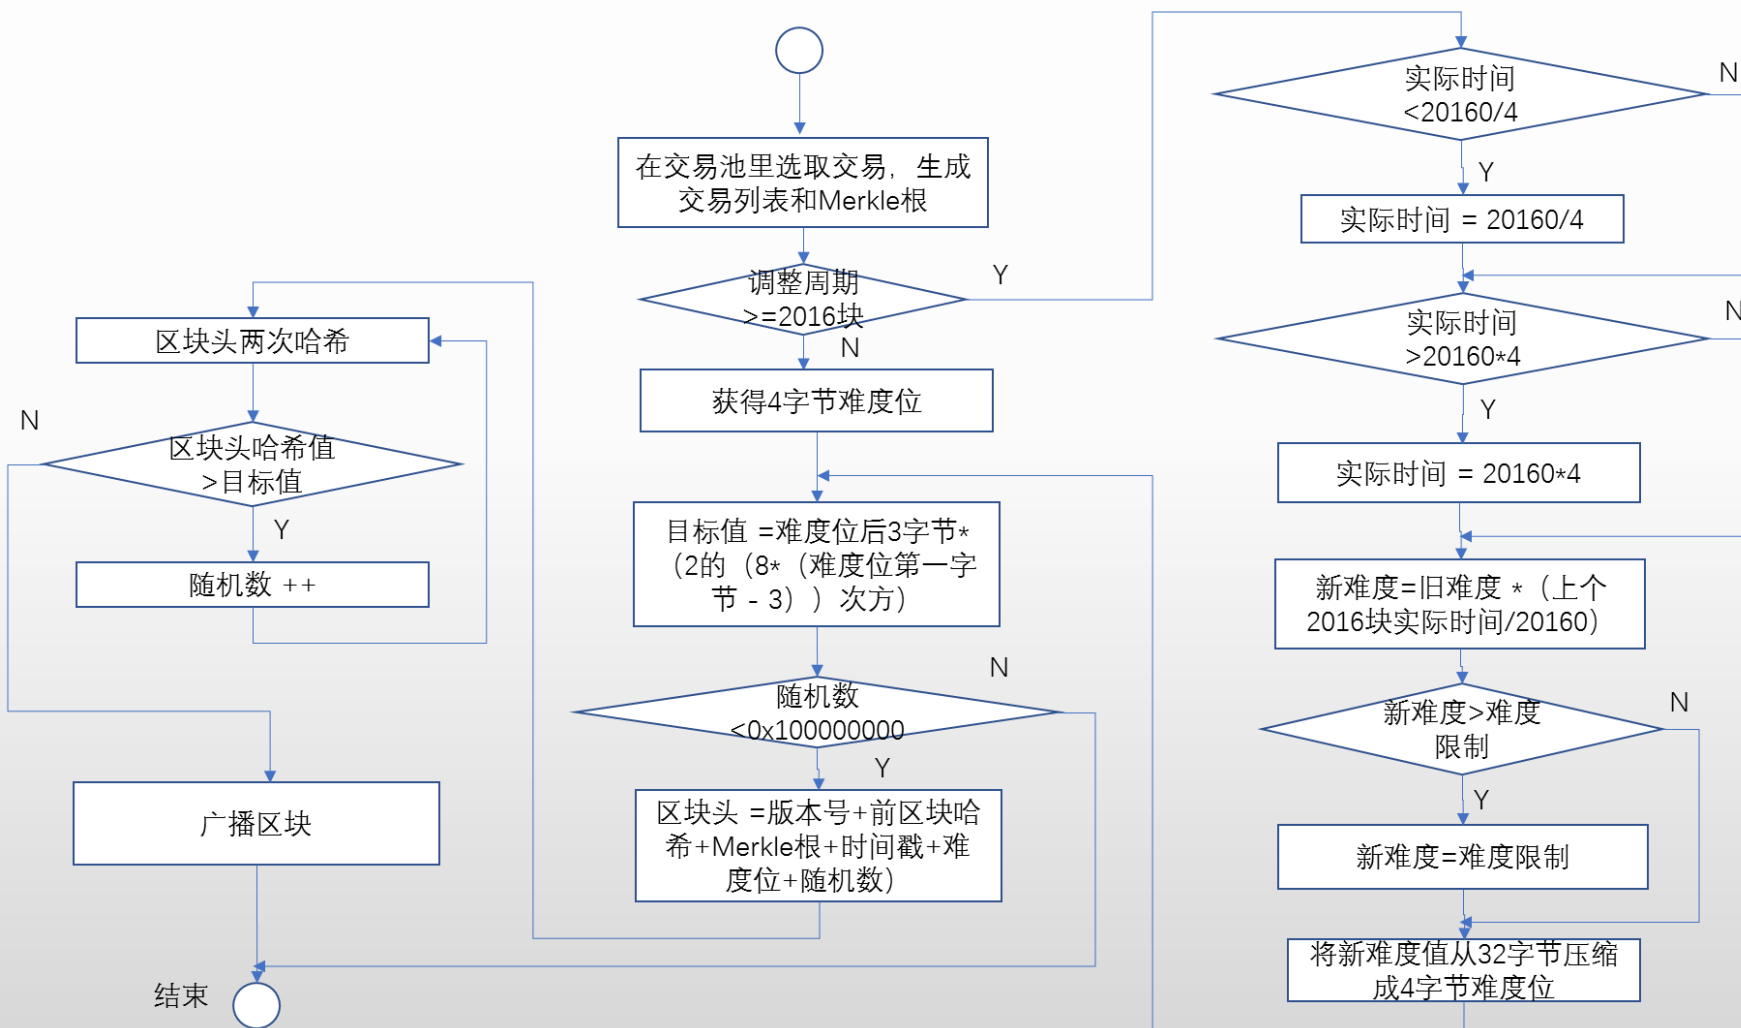 在交易池里选取交易，生成
交易列表和Merkle根
调整周期
>=2016块
Y
N
获得4字节难度位
目标值 =难度位后3字节*
（2的（8*（难度位第一字
节 - 3））次方）
随机数
<0x100000000
N
Y
区块头 =版本号+前区块哈
希+Merkle根+时间戳+难
度位+随机数）
区块头两次哈希
N
区块头哈希值
>目标值
Y
随机数 ++
广播区块
结束
实际时间
<20160/4
N
Y
实际时间 = 20160/4
实际时间
>20160*4
N
Y
实际时间 = 20160*4
新难度=旧难度 *（上个
2016块实际时间/20160）
新难度>难度
限制
N
Y
新难度=难度限制
将新难度值从32字节压缩
成4字节难度位